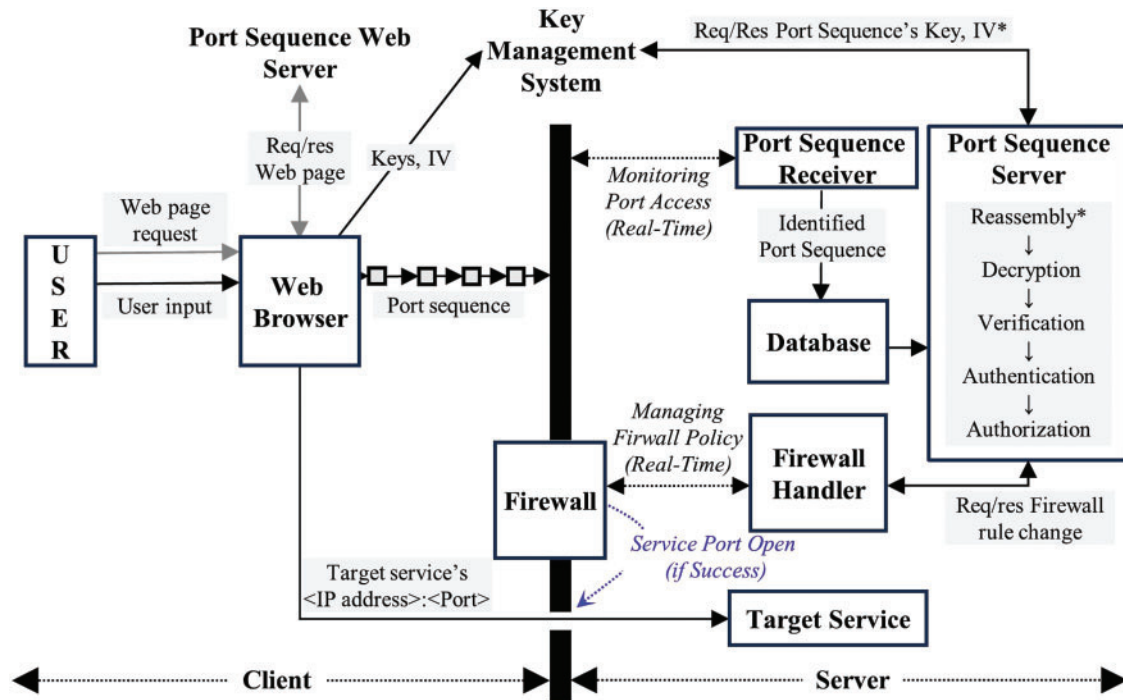 Port Sequence Web
Server
Key
Management
System
Req/Res Port Sequence's Key, IV*
Req/res
Web page
Keys, IV
Monitoring
Port Access
(Real-Time)
Port Sequence
Receiver
Port Sequence
Server
Web page
request
User input
U
S
E
R
Web
Browser
Port sequence
Identified
Port Sequence
Database
Reassembly*
↓
Decryption
↓
Verification
↓
Authentication
↓
Authorization
Managing
Firwall Policy
(Real-Time)
Firewall
Firewall
Handler
Req/res Firewall
rule change
Service Port Open
(if Success)
Target service's
<IP address>:<Port>
Target Service
Client
Server